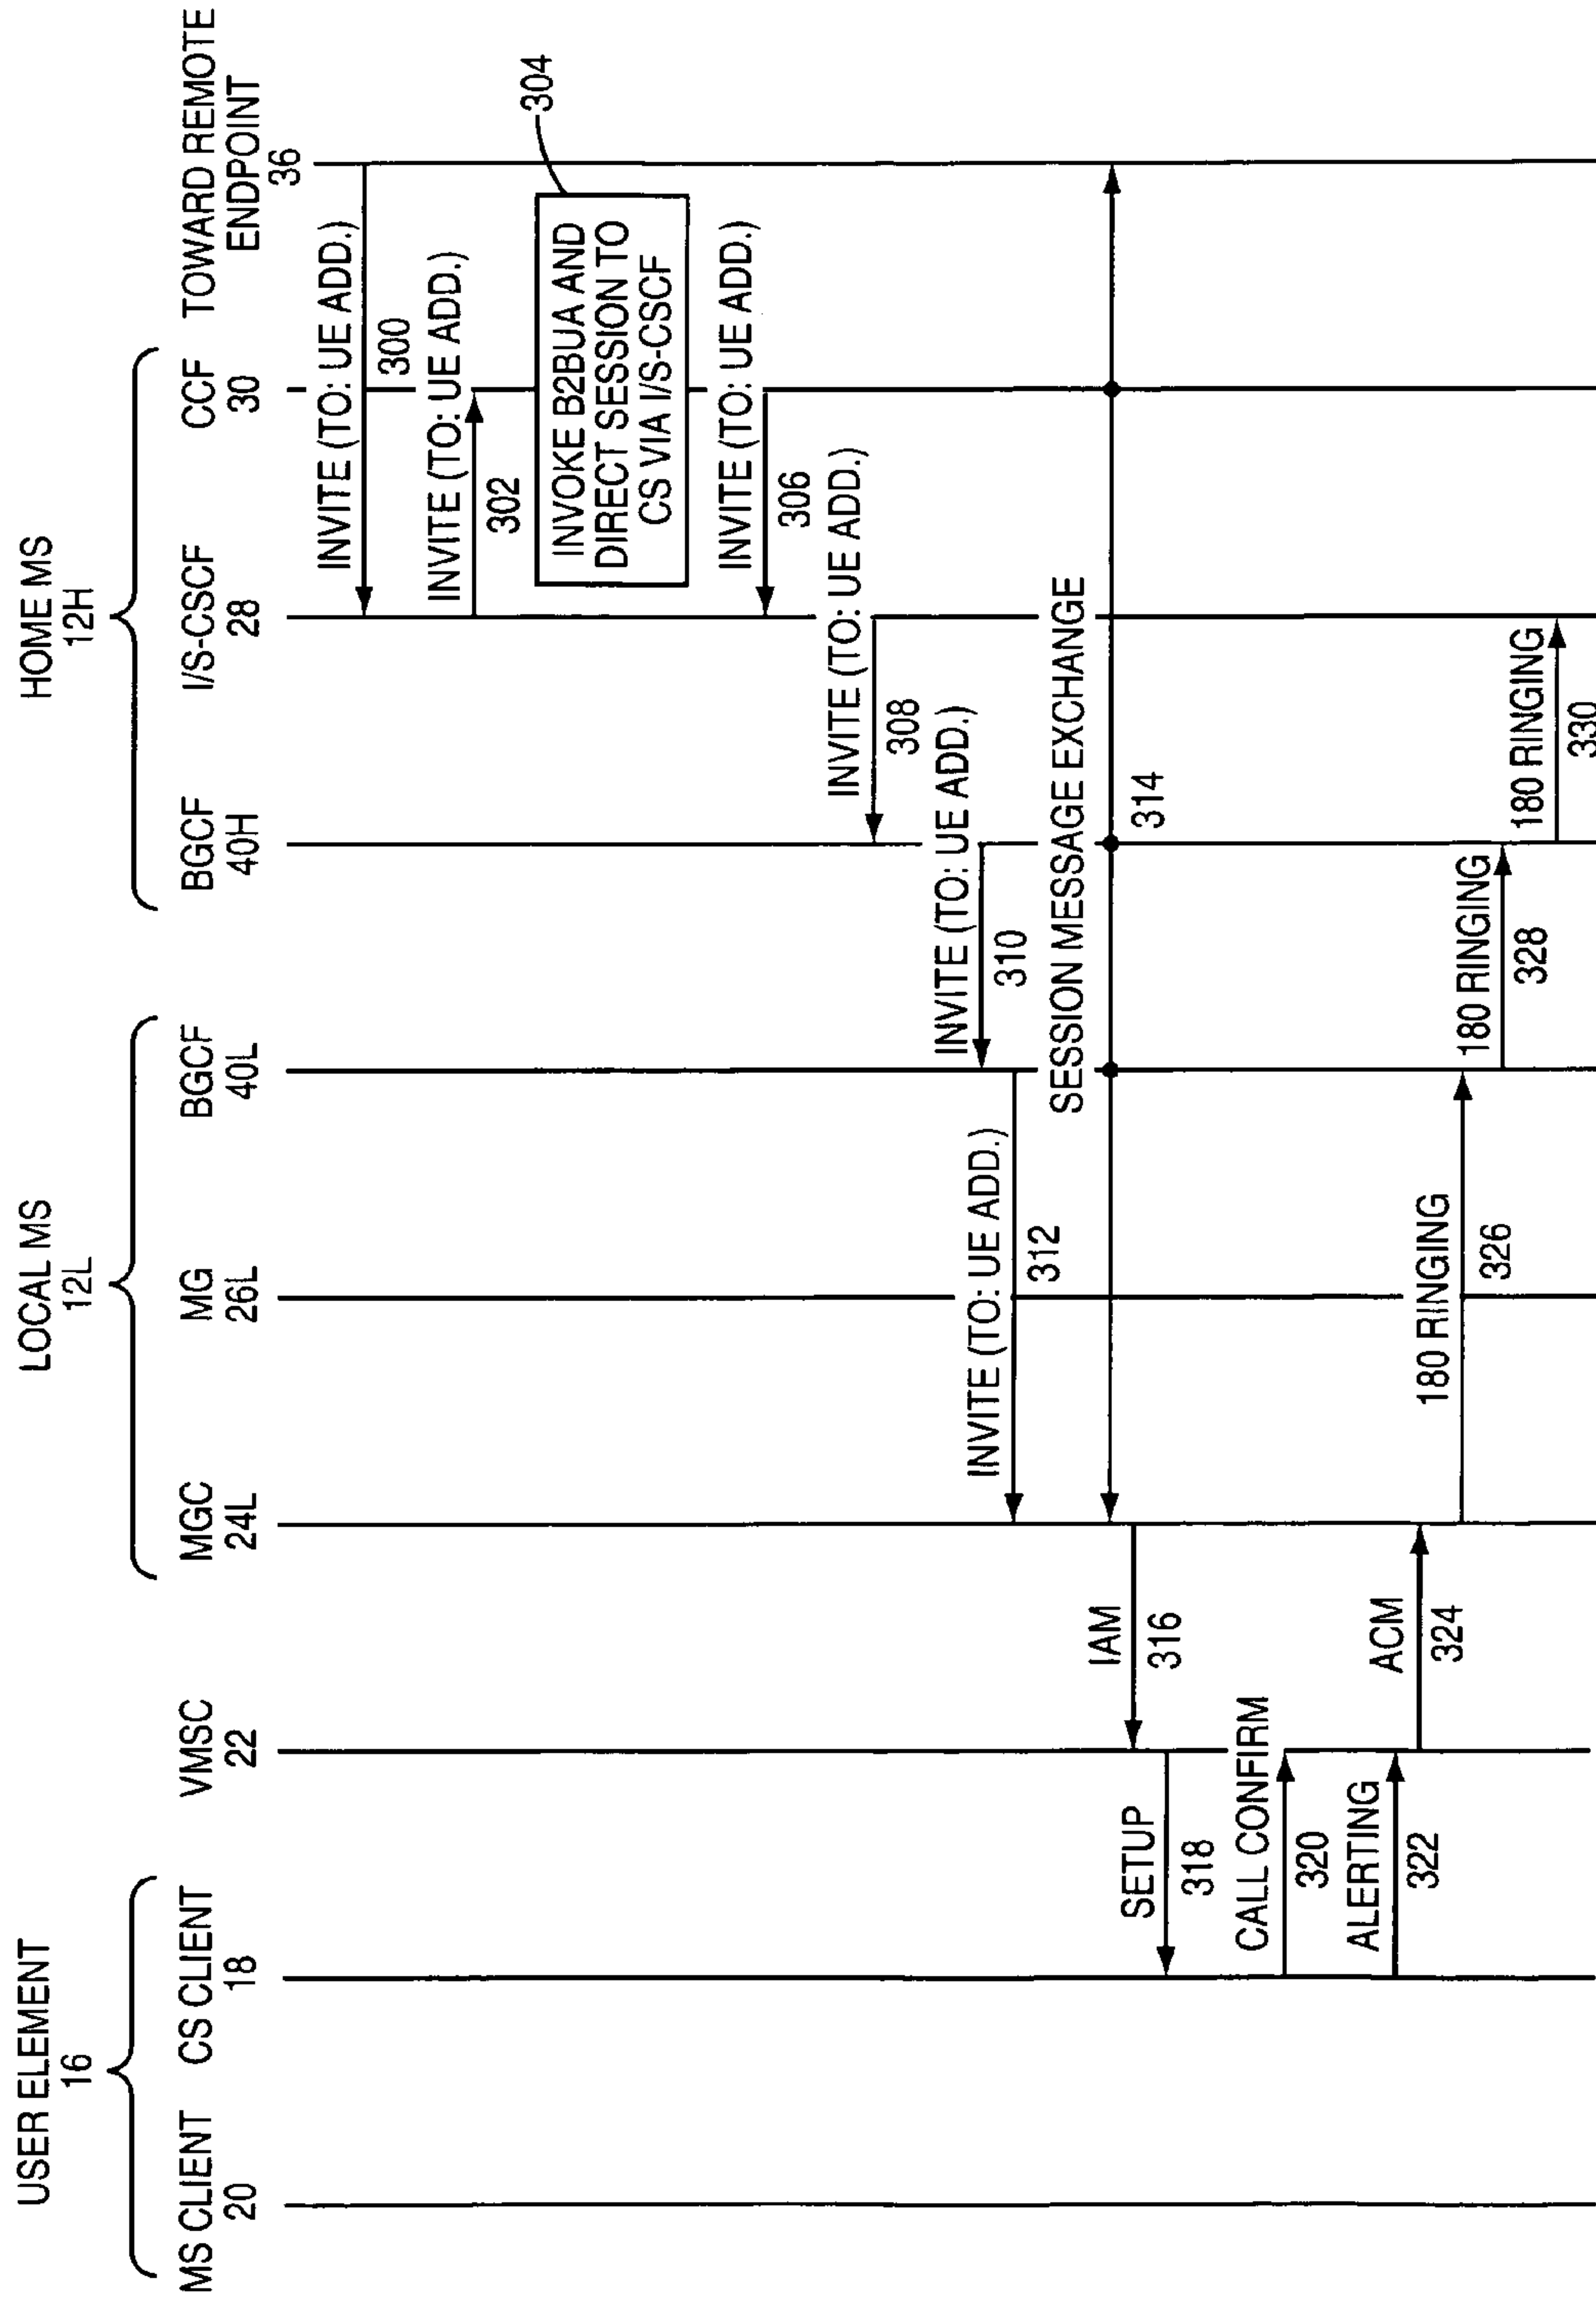 USER ELEMENT
16
LOCAL MS
12L
HOME MS
12H
MS CLIENT
20
CS CLIENT
18
VMSC
22
MGC
24L
MG
26L
BGCF
40L
BGCF
40H
I/S-CSCF
28
CCF
30
TOWARD REMOTE
ENDPOINT
36
INVITE (TO: UE ADD.)
300
INVITE (TO: UE ADD.)
302
INVOKE B2BUA AND
DIRECT SESSION TO
CS VIA I/S-CSCF
304
INVITE (TO: UE ADD.)
306
INVITE (TO: UE ADD.)
308
INVITE (TO: UE ADD.)
310
INVITE (TO: UE ADD.)
312
SESSION MESSAGE EXCHANGE
314
IAM
316
SETUP
318
CALL CONFIRM
320
ALERTING
322
ACM
324
180 RINGING
326
180 RINGING
328
180 RINGING
330